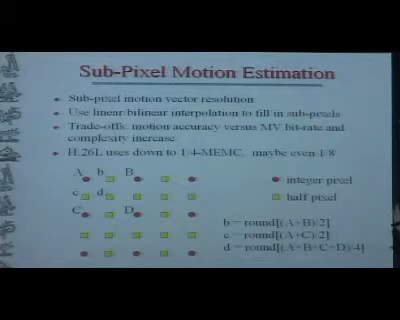 Sub-Pixel Motion Estimation
Sub-pixel motion vector resolution
Use linear/bilinear interpolation to fill in sub-pixels
Trade-offs: motion accuracy versus MV bit-rate and
complexity increase
H.26L uses down to 1/4-MEMC, maybe even 1/8
A b B
integer pixel
c d
half pixel
C D
b = round[(A+B)/2]
c = round[(A+C)/2]
d = round[(A+B+C+D)/4]